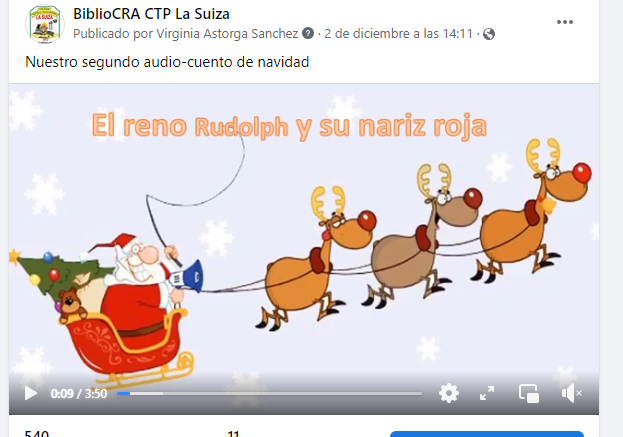 BiblioCRA CTP La Suiza
Publicado por Virginia Astorga Sanchez · 2 de diciembre a las 14:11 ·
Nuestro segundo audio-cuento de navidad
El reno Rudolph y su nariz roja
0:09 / 3:50
540
11